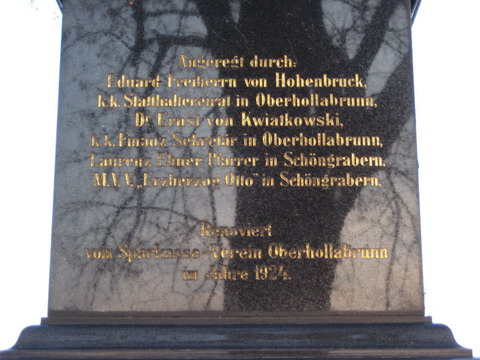 Angeregt durch:
Eduard Freiherrn von Hohenbruck,
k.k. Statthaltereirat in Oberhollabrunn,
Dr Ernst von Kwiatkowski,
k.k. Finanz-Sekretär in Oberhollabrunn,
Laurenz Ebner Pfarrer in Schöngrabern,
M.V.V. „Erzherzog Otto" in Schöngrabern.
Renoviert
vom Sparkasse-Verein Oberhollabrunn
im Jahre 1924.